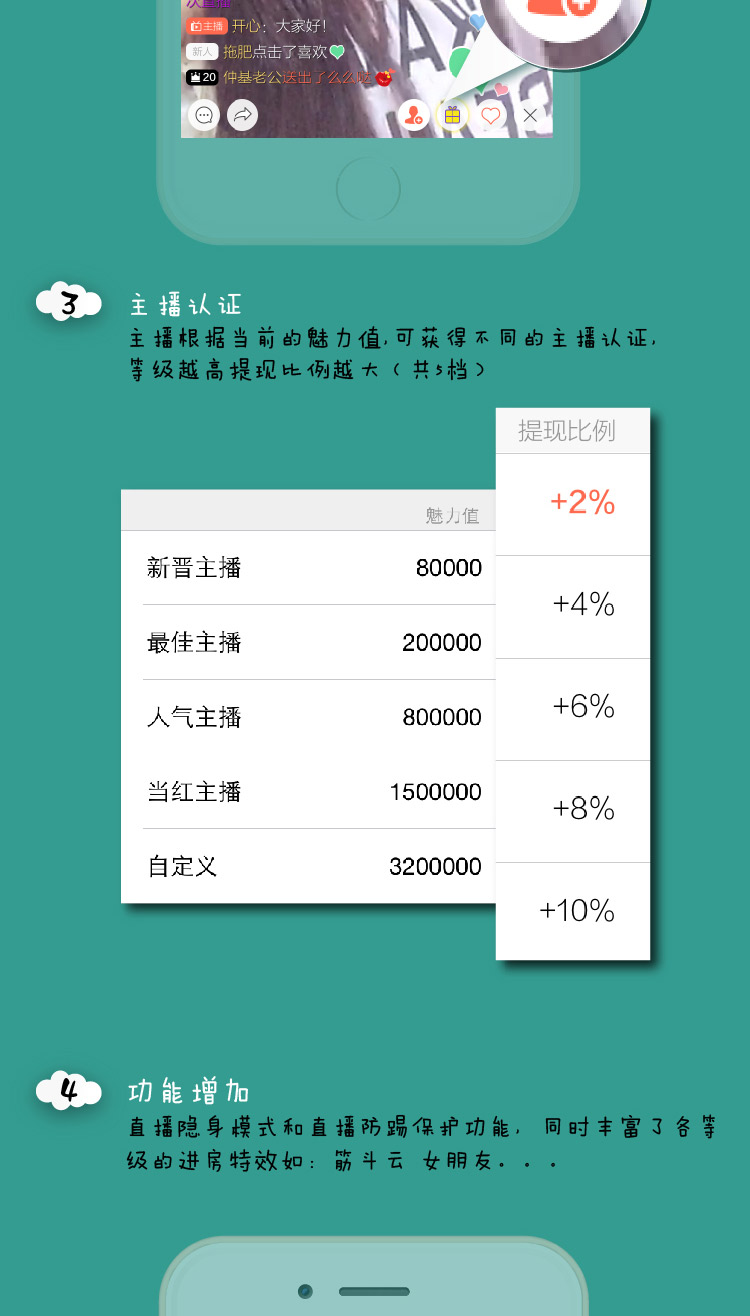 主播 开心：大家好！
新人 拖肥点击了喜欢
20 仲基老公送出了么么哒
3 主播认证
主播根据当前的魅力值,可获得不同的主播认证,
等级越高提现比例越大（共5档）
提现比例
魅力值
+2%
新晋主播 80000
+4%
最佳主播 200000
+6%
人气主播 800000
当红主播 1500000
+8%
自定义 3200000
+10%
4 功能增加
直播隐身模式和直播防踢保护功能, 同时丰富了各等
级的进房特效如：筋斗云 女朋友...